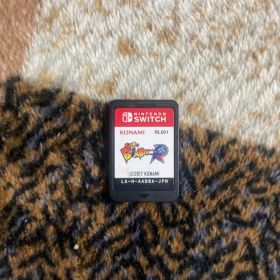 NINTENDO
SWITCH
KONAMI RL001
©2017 KONAMI
LA-H-AABBA-JPN